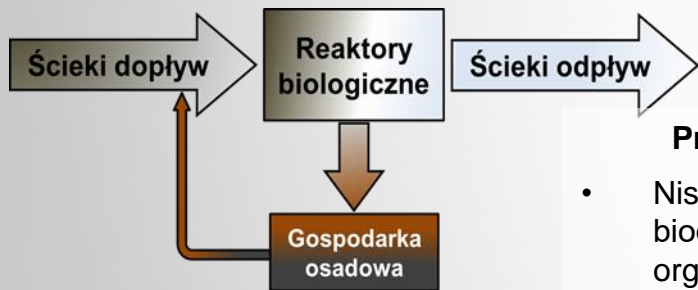 Ścieki dopływ
Reaktory
biologiczne
Ścieki odpływ
Gospodarka
osadowa
•